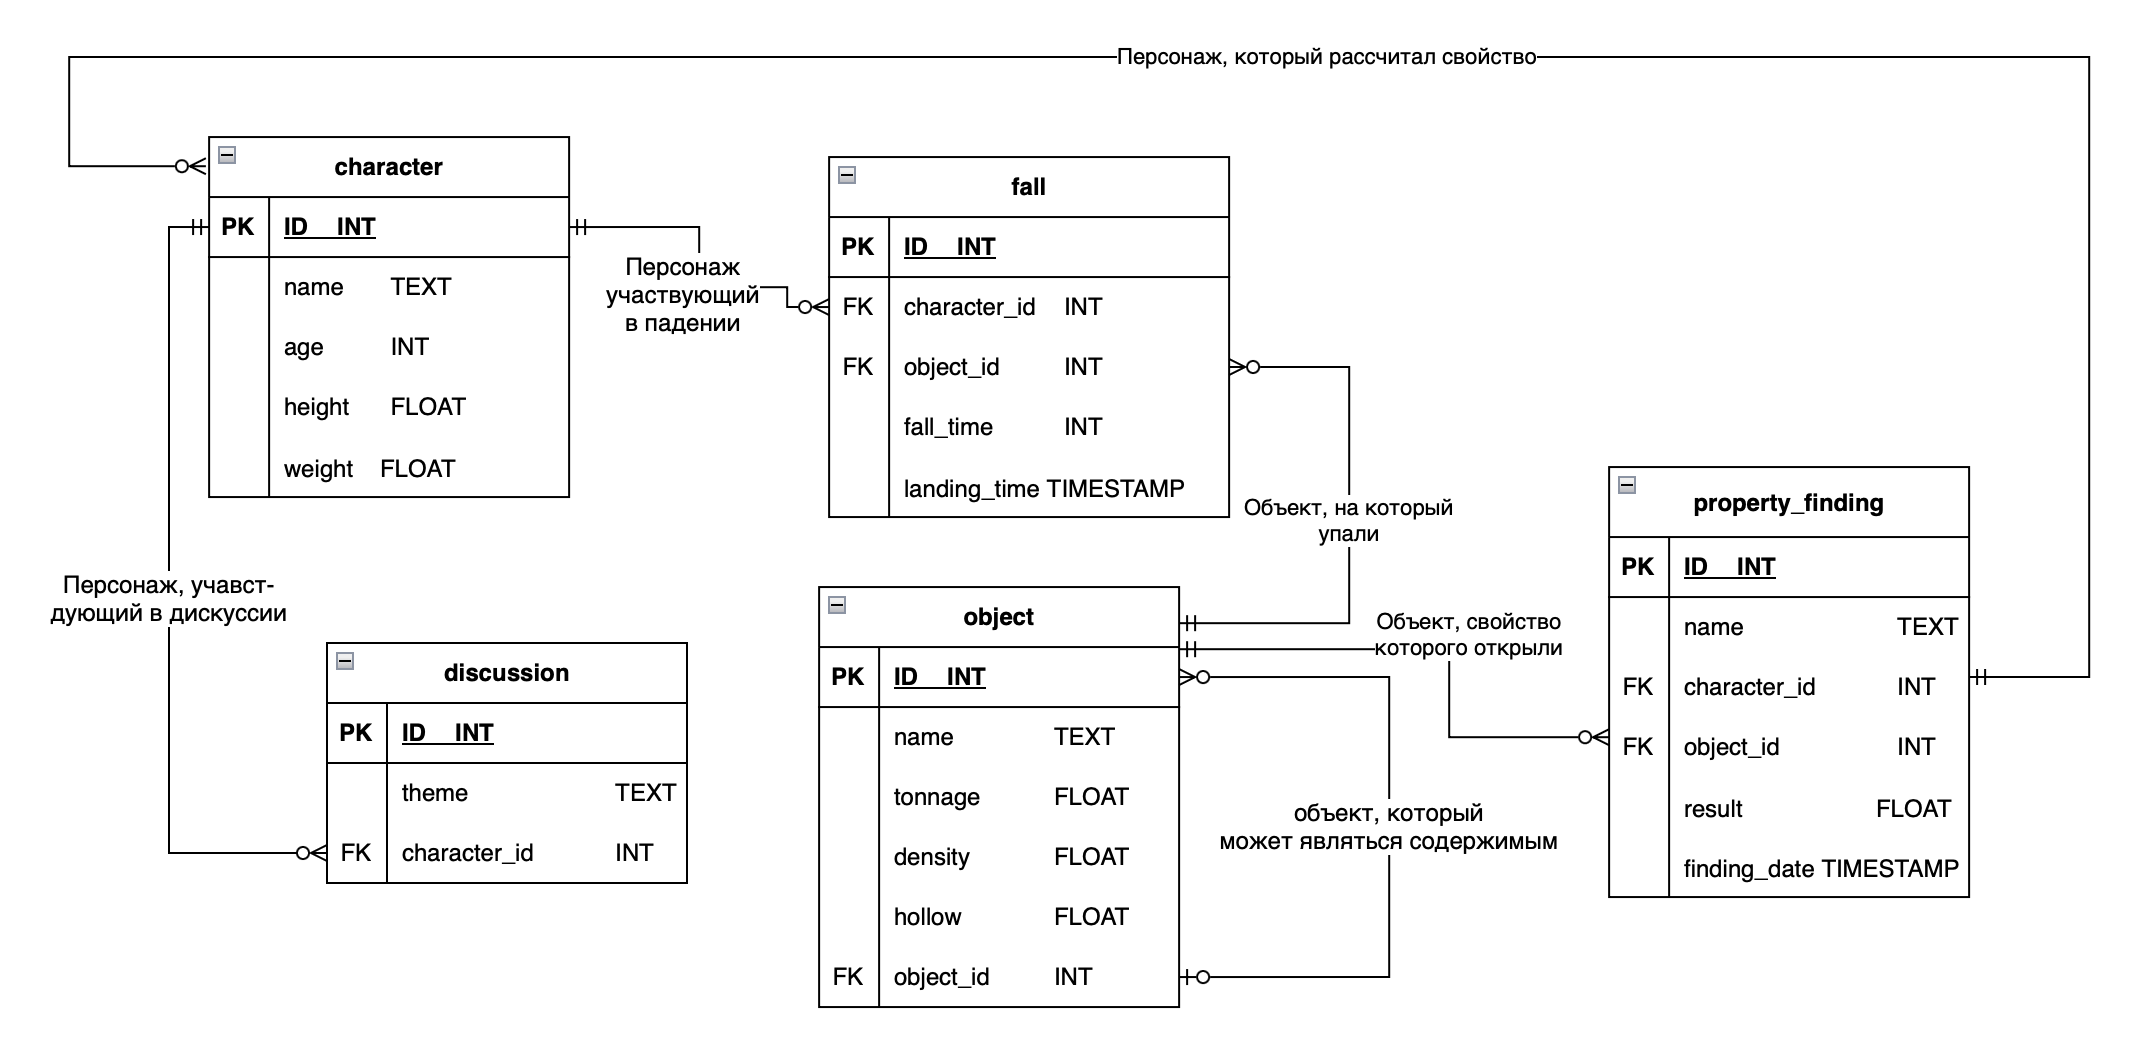 Персонаж, который рассчитал свойство
character
PK ID INT
name TEXT
age INT
height FLOAT
weight FLOAT
Персонаж
участвующий
в падении
fall
PK ID INT
FK character_id INT
FK object_id INT
fall_time INT
landing_time TIMESTAMP
Объект, на который
упали
Персонаж, учавст-
дующий в дискуссии
discussion
PK ID INT
theme TEXT
FK character_id INT
object
PK ID INT
name TEXT
tonnage FLOAT
density FLOAT
hollow FLOAT
FK object_id INT
Объект, свойство
которого открыли
объект, который
может являться содержимым
property_finding
PK ID INT
name TEXT
FK character_id INT
FK object_id INT
result FLOAT
finding_date TIMESTAMP